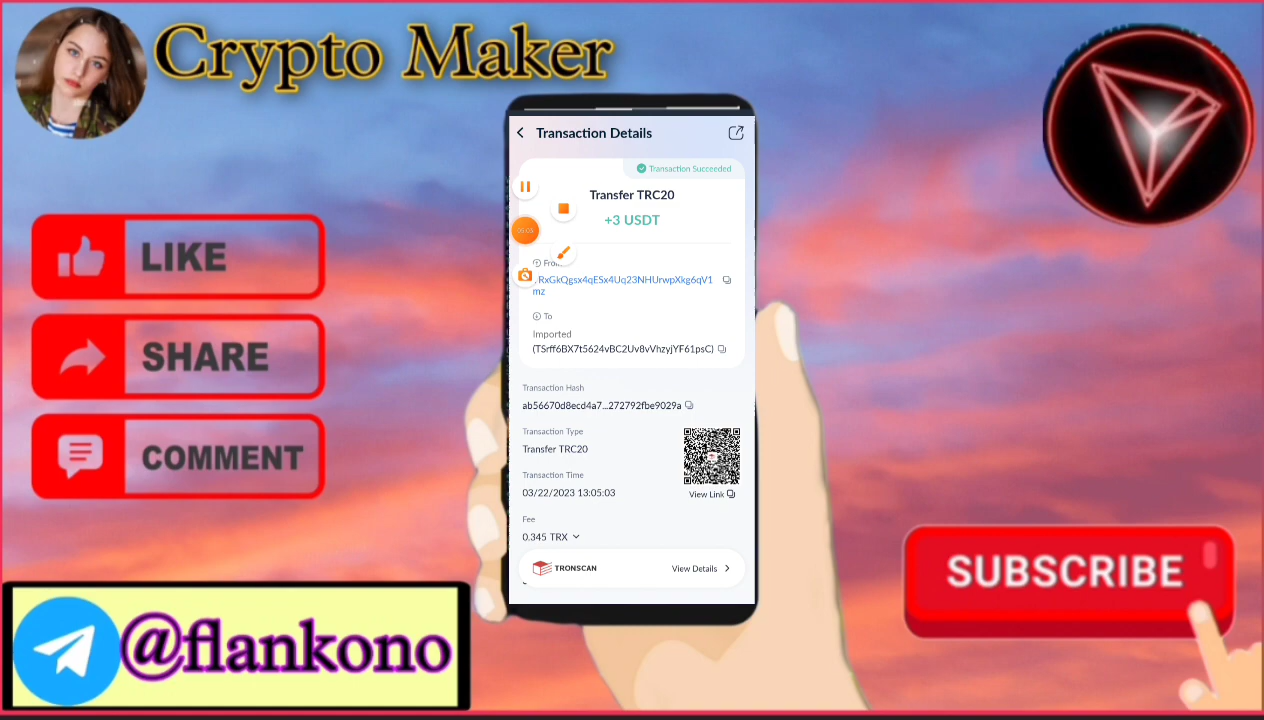 Crypto Maker
Transaction Details
Transaction Succeeded
Transfer TRC20
+3 USDT
LIKE
RxGkQgsx4qESx4Uq23NHUrwpXkg6qV1
mz
To
Imported
(TSrff6BX7t5624vBC2Uv8vVhzyjYF61psC)
SHARE
Transaction Hash
ab56670d8ecd4a7...272792fbe9029a
COMMENT
Transaction Type
Transfer TRC20
Transaction Time
03/22/2023 13:05:03
View Link
Fee
0.345 TRX
TRONSCAN
View Details
SUBSCRIBE
@flankono